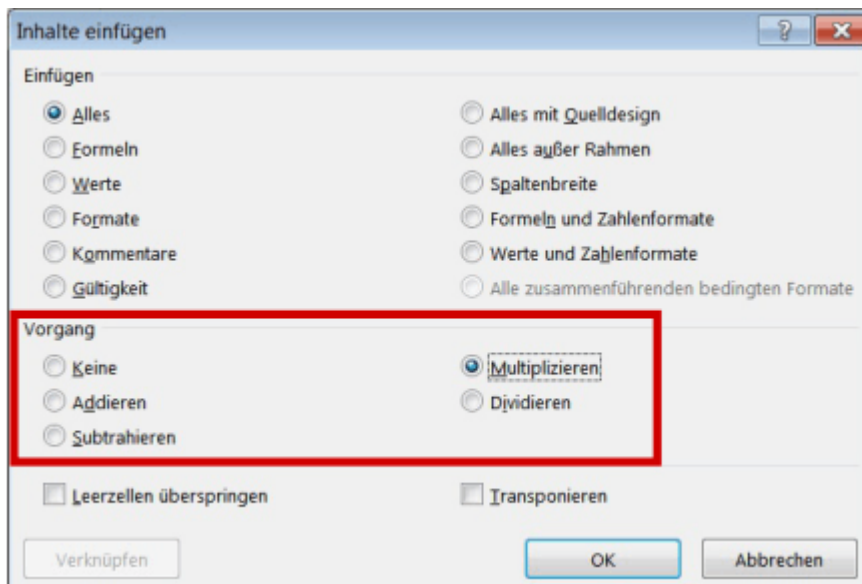 Inhalte einfügen
Einfügen
Alles
Alles mit Quelldesign
Formeln
Alles außer Rahmen
Werte
Spaltenbreite
Formate
Formeln und Zahlenformate
Kommentare
Werte und Zahlenformate
Gültigkeit
Alle zusammenführenden bedingten Formate
Vorgang
Keine
Multiplizieren
Addieren
Dividieren
Subtrahieren
Leerzellen überspringen
Transponieren
Verknüpfen
OK
Abbrechen